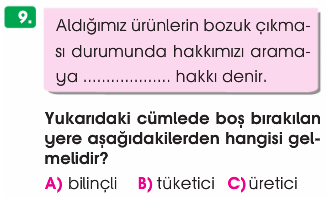 9.
Aldığımız ürünlerin bozuk çıkma-
sı durumunda hakkımızı arama-
ya ................... hakkı denir.
Yukarıdaki cümlede boş bırakılan
yere aşağıdakilerden hangisi gel-
melidir?
A) bilinçli B) tüketici C) üretici